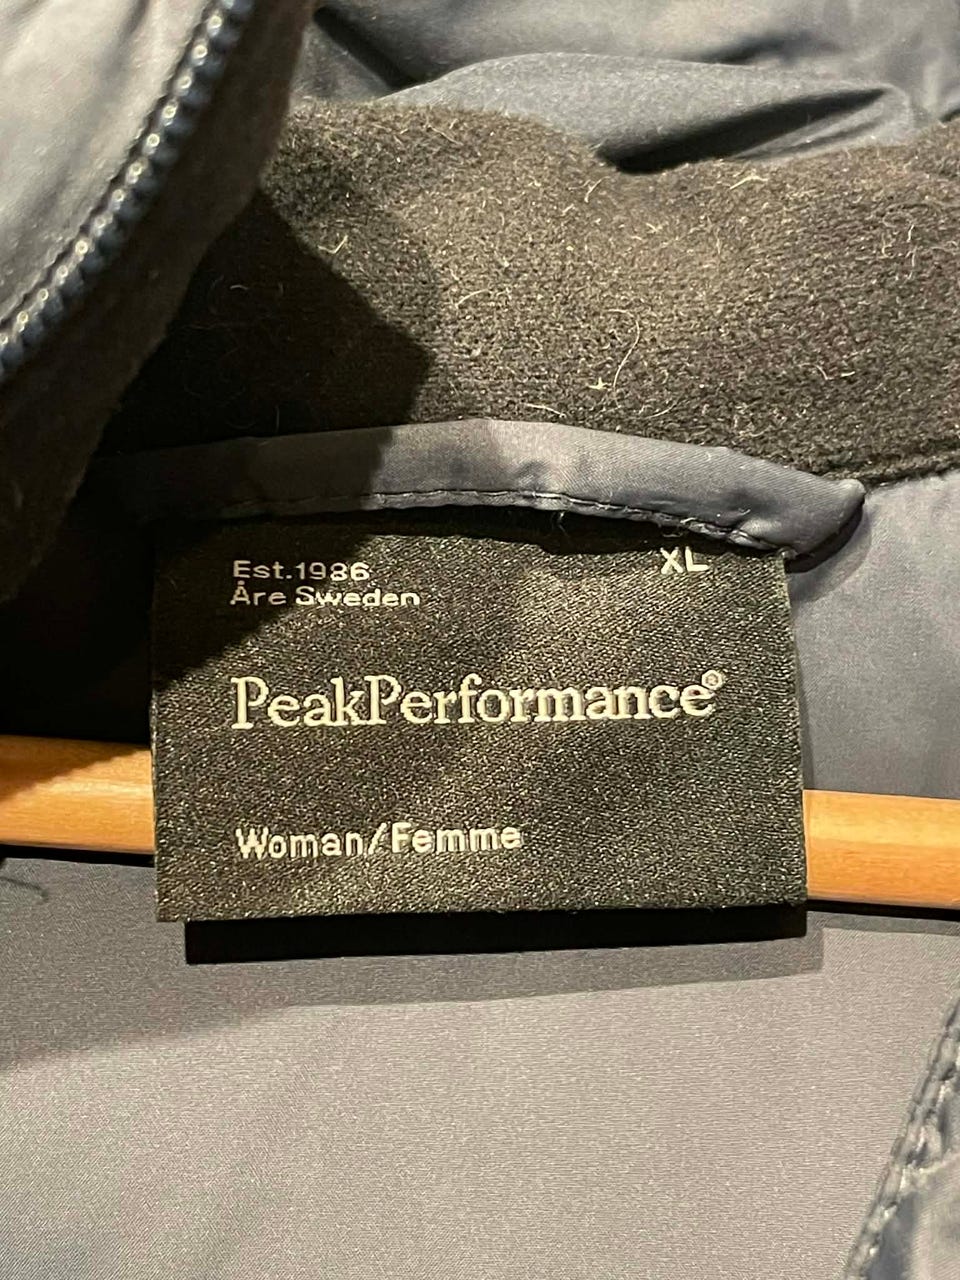 Est.1986
Åre Sweden
XL
PeakPerformance®
Woman/Femme